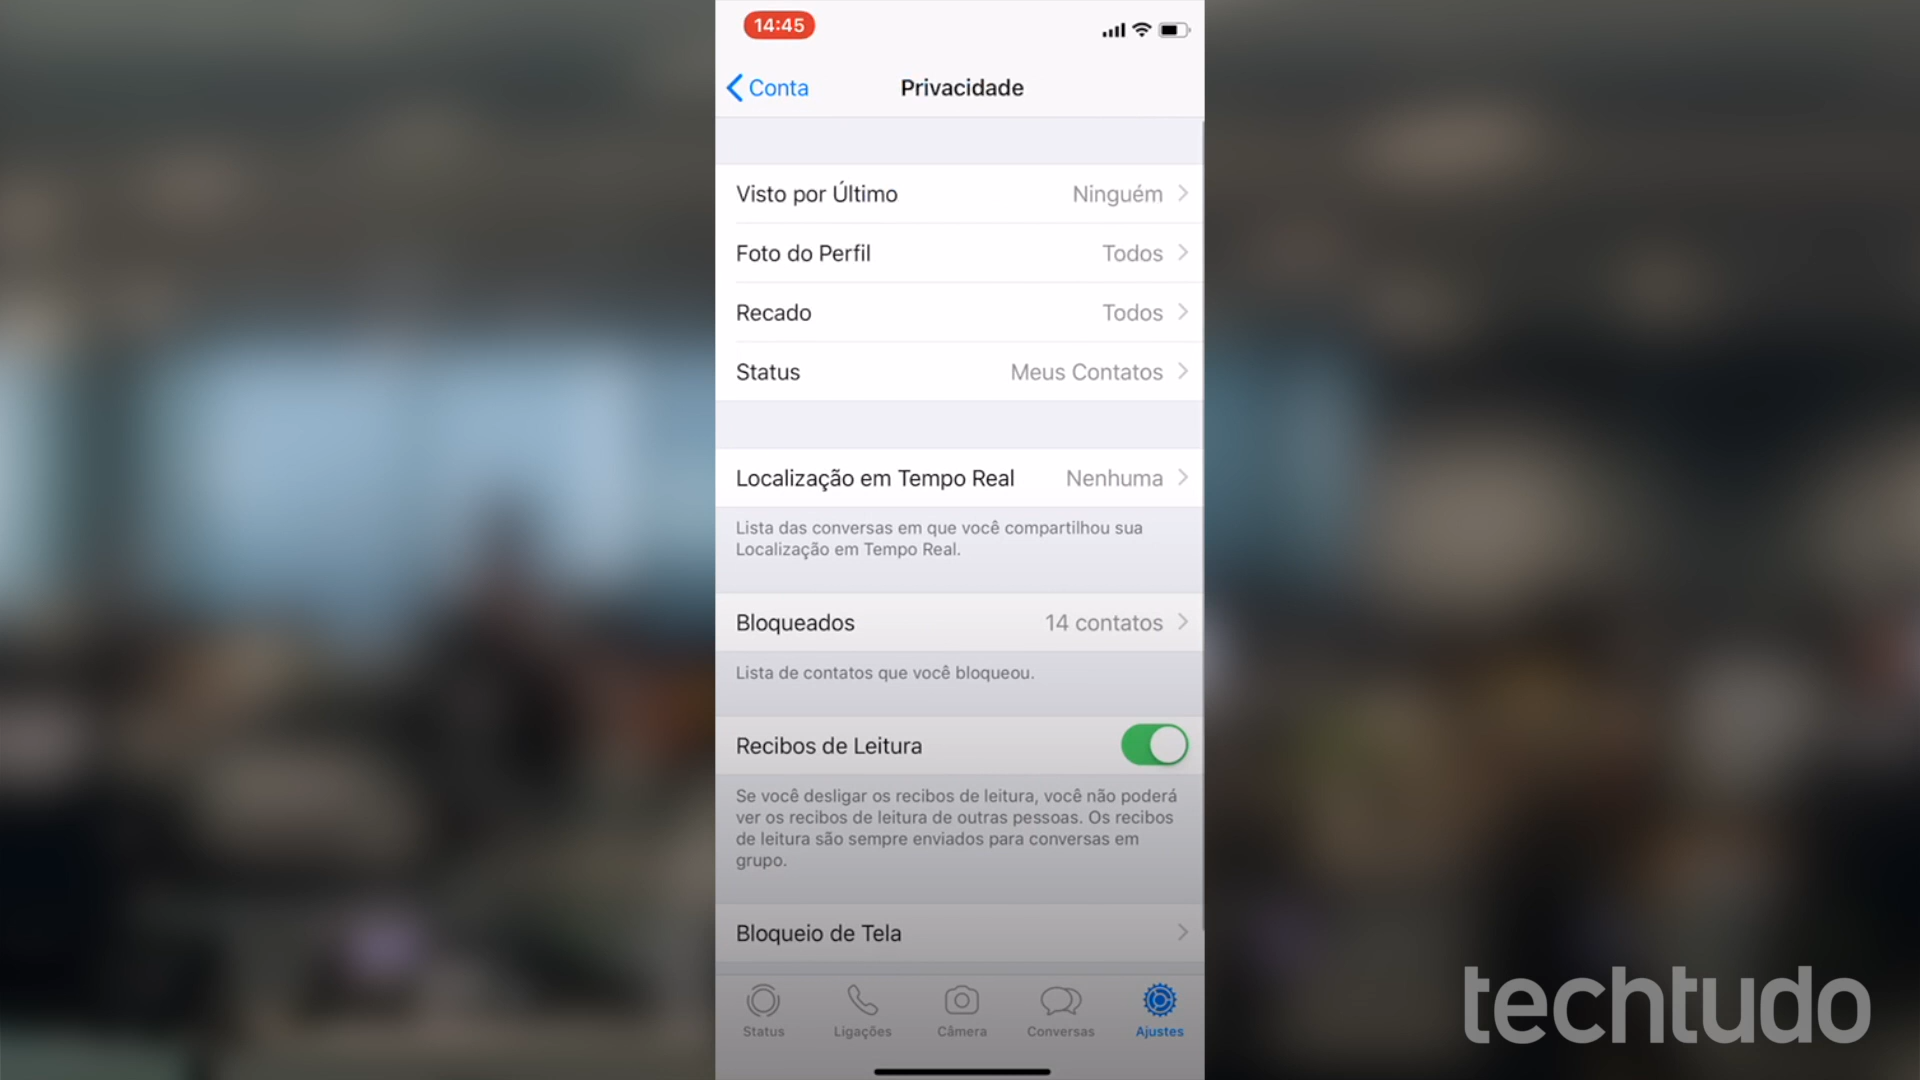 14:45
Conta
Privacidade
Visto por Último
Ninguém
Foto do Perfil
Todos
Recado
Todos
Status
Meus Contatos
Localização em Tempo Real
Nenhuma
Lista das conversas em que você compartilhou sua
Localização em Tempo Real.
Bloqueados
14 contatos
Lista de contatos que você bloqueou.
Recibos de Leitura
Se você desligar os recibos de leitura, você não poderá
ver os recibos de leitura de outras pessoas. Os recibos
de leitura são sempre enviados para conversas em
grupo.
Bloqueio de Tela
Status
Ligações
Câmera
Conversas
Ajustes
techtudo